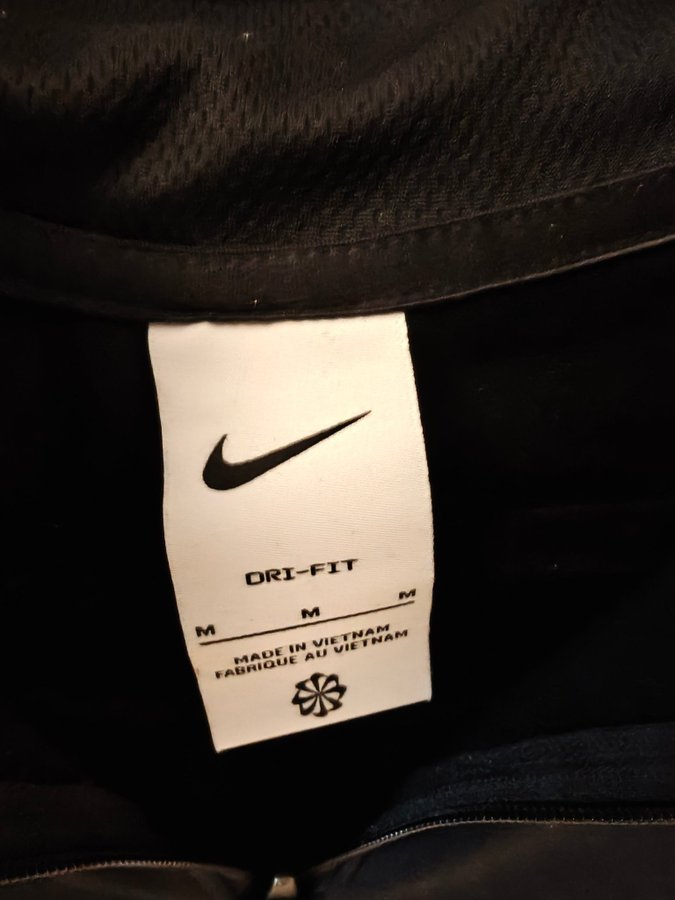 DRI-FIT
M M M
MADE IN VIETNAM
FABRIQUE AU VIETNAM